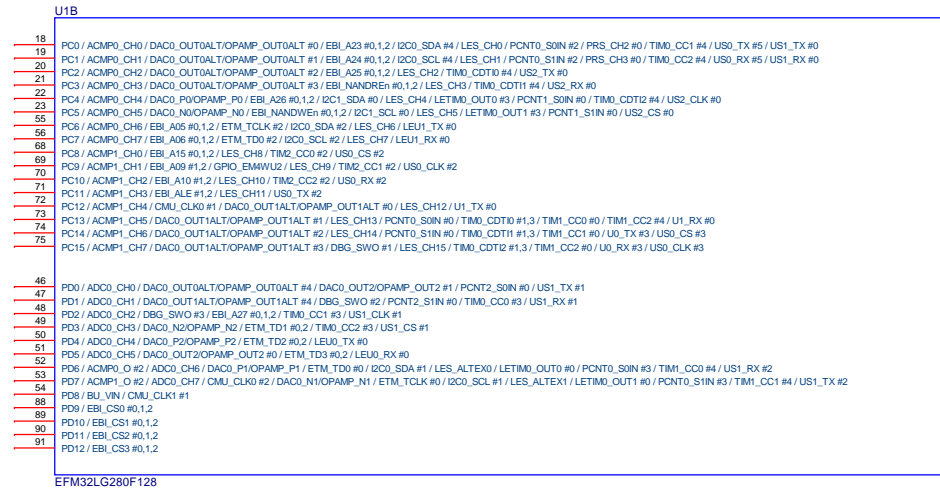 U1B
18 PC0 / ACMP0_CH0 / DAC0_OUT0ALT/OPAMP_OUT0ALT #0 / EBI_A23 #0,1,2 / I2C0_SDA #4 / LES_CH0 / PCNT0_S0IN #2 / PRS_CH2 #0 / TIM0_CC1 #4 / US0_TX #5 / US1_TX #0
19 PC1 / ACMP0_CH1 / DAC0_OUT0ALT/OPAMP_OUT0ALT #1 / EBI_A24 #0,1,2 / I2C0_SCL #4 / LES_CH1 / PCNT0_S1IN #2 / PRS_CH3 #0 / TIM0_CC2 #4 / US0_RX #5 / US1_RX #0
20 PC2 / ACMP0_CH2 / DAC0_OUT0ALT/OPAMP_OUT0ALT #2 / EBI_A25 #0,1,2 / LES_CH2 / TIM0_CDTI0 #4 / US2_TX #0
21 PC3 / ACMP0_CH3 / DAC0_OUT0ALT/OPAMP_OUT0ALT #3 / EBI_NANDREn #0,1,2 / LES_CH3 / TIM0_CDTI1 #4 / US2_RX #0
22 PC4 / ACMP0_CH4 / DAC0_P0/OPAMP_P0 / EBI_A26 #0,1,2 / I2C1_SDA #0 / LES_CH4 / LETIM0_OUT0 #3 / PCNT1_S0IN #0 / TIM0_CDTI2 #4 / US2_CLK #0
23 PC5 / ACMP0_CH5 / DAC0_N0/OPAMP_N0 / EBI_NANDWEn #0,1,2 / I2C1_SCL #0 / LES_CH5 / LETIM0_OUT1 #3 / PCNT1_S1IN #0 / US2_CS #0
55 PC6 / ACMP0_CH6 / EBI_A05 #0,1,2 / ETM_TCLK #2 / I2C0_SDA #2 / LES_CH6 / LEU1_TX #0
56 PC7 / ACMP0_CH7 / EBI_A06 #0,1,2 / ETM_TD0 #2 / I2C0_SCL #2 / LES_CH7 / LEU1_RX #0
68 PC8 / ACMP1_CH0 / EBI_A15 #0,1,2 / LES_CH8 / TIM2_CC0 #2 / US0_CS #2
69 PC9 / ACMP1_CH1 / EBI_A09 #1,2 / GPIO_EM4WU2 / LES_CH9 / TIM2_CC1 #2 / US0_CLK #2
70 PC10 / ACMP1_CH2 / EBI_A10 #1,2 / LES_CH10 / TIM2_CC2 #2 / US0_RX #2
71 PC11 / ACMP1_CH3 / EBI_ALE #1,2 / LES_CH11 / US0_TX #2
72 PC12 / ACMP1_CH4 / CMU_CLK0 #1 / DAC0_OUT1ALT/OPAMP_OUT1ALT #0 / LES_CH12 / U1_TX #0
73 PC13 / ACMP1_CH5 / DAC0_OUT1ALT/OPAMP_OUT1ALT #1 / LES_CH13 / PCNT0_S0IN #0 / TIM0_CDTI0 #1,3 / TIM1_CC0 #0 / TIM1_CC2 #4 / U1_RX #0
74 PC14 / ACMP1_CH6 / DAC0_OUT1ALT/OPAMP_OUT1ALT #2 / LES_CH14 / PCNT0_S1IN #0 / TIM0_CDTI1 #1,3 / TIM1_CC1 #0 / U0_TX #3 / US0_CS #3
75 PC15 / ACMP1_CH7 / DAC0_OUT1ALT/OPAMP_OUT1ALT #3 / DBG_SWO #1 / LES_CH15 / TIM0_CDTI2 #1,3 / TIM1_CC2 #0 / U0_RX #3 / US0_CLK #3
46 PD0 / ADC0_CH0 / DAC0_OUT0ALT/OPAMP_OUT0ALT #4 / DAC0_OUT2/OPAMP_OUT2 #1 / PCNT2_S0IN #0 / US1_TX #1
47 PD1 / ADC0_CH1 / DAC0_OUT1ALT/OPAMP_OUT1ALT #4 / DBG_SWO #2 / PCNT2_S1IN #0 / TIM0_CC0 #3 / US1_RX #1
48 PD2 / ADC0_CH2 / DBG_SWO #3 / EBI_A27 #0,1,2 / TIM0_CC1 #3 / US1_CLK #1
49 PD3 / ADC0_CH3 / DAC0_N2/OPAMP_N2 / ETM_TD1 #0,2 / TIM0_CC2 #3 / US1_CS #1
50 PD4 / ADC0_CH4 / DAC0_P2/OPAMP_P2 / ETM_TD2 #0,2 / LEU0_TX #0
51 PD5 / ADC0_CH5 / DAC0_OUT2/OPAMP_OUT2 #0 / ETM_TD3 #0,2 / LEU0_RX #0
52 PD6 / ACMP0_O #2 / ADC0_CH6 / DAC0_P1/OPAMP_P1 / ETM_TD0 #0 / I2C0_SDA #1 / LES_ALTEX0 / LETIM0_OUT0 #0 / PCNT0_S0IN #3 / TIM1_CC0 #4 / US1_RX #2
53 PD7 / ACMP1_O #2 / ADC0_CH7 / CMU_CLK0 #2 / DAC0_N1/OPAMP_N1 / ETM_TCLK #0 / I2C0_SCL #1 / LES_ALTEX1 / LETIM0_OUT1 #0 / PCNT0_S1IN #3 / TIM1_CC1 #4 / US1_TX #2
54 PD8 / BU_VIN / CMU_CLK1 #1
88 PD9 / EBI_CS0 #0,1,2
89 PD10 / EBI_CS1 #0,1,2
90 PD11 / EBI_CS2 #0,1,2
91 PD12 / EBI_CS3 #0,1,2
EFM32LG280F128